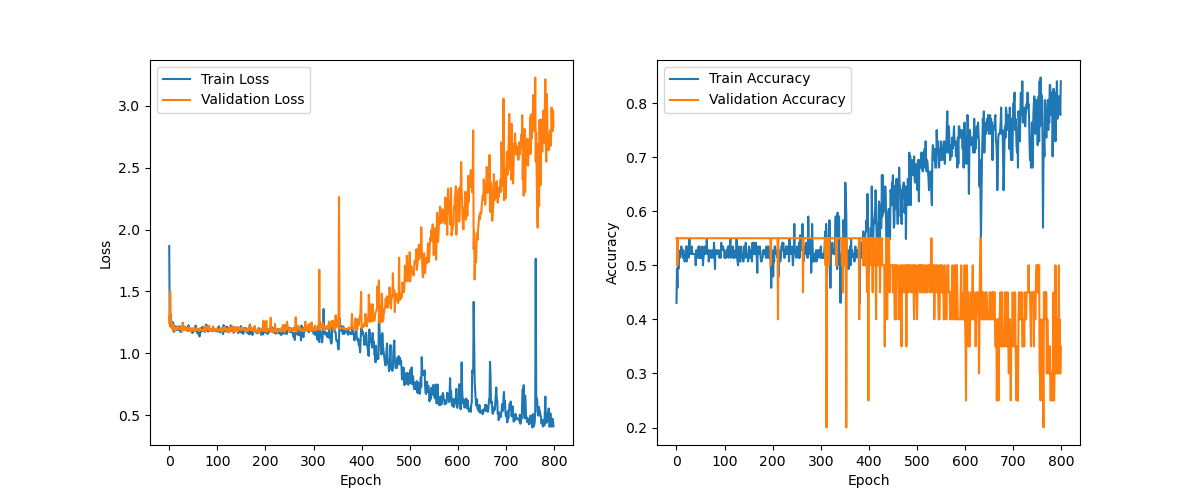 Train Loss
Validation Loss
3.0
2.5
2.0
1.5
1.0
0.5
Loss
0 100 200 300 400 500 600 700 800
Epoch
Train Accuracy
Validation Accuracy
0.8
0.7
0.6
0.5
0.4
0.3
0.2
Accuracy
0 100 200 300 400 500 600 700 800
Epoch